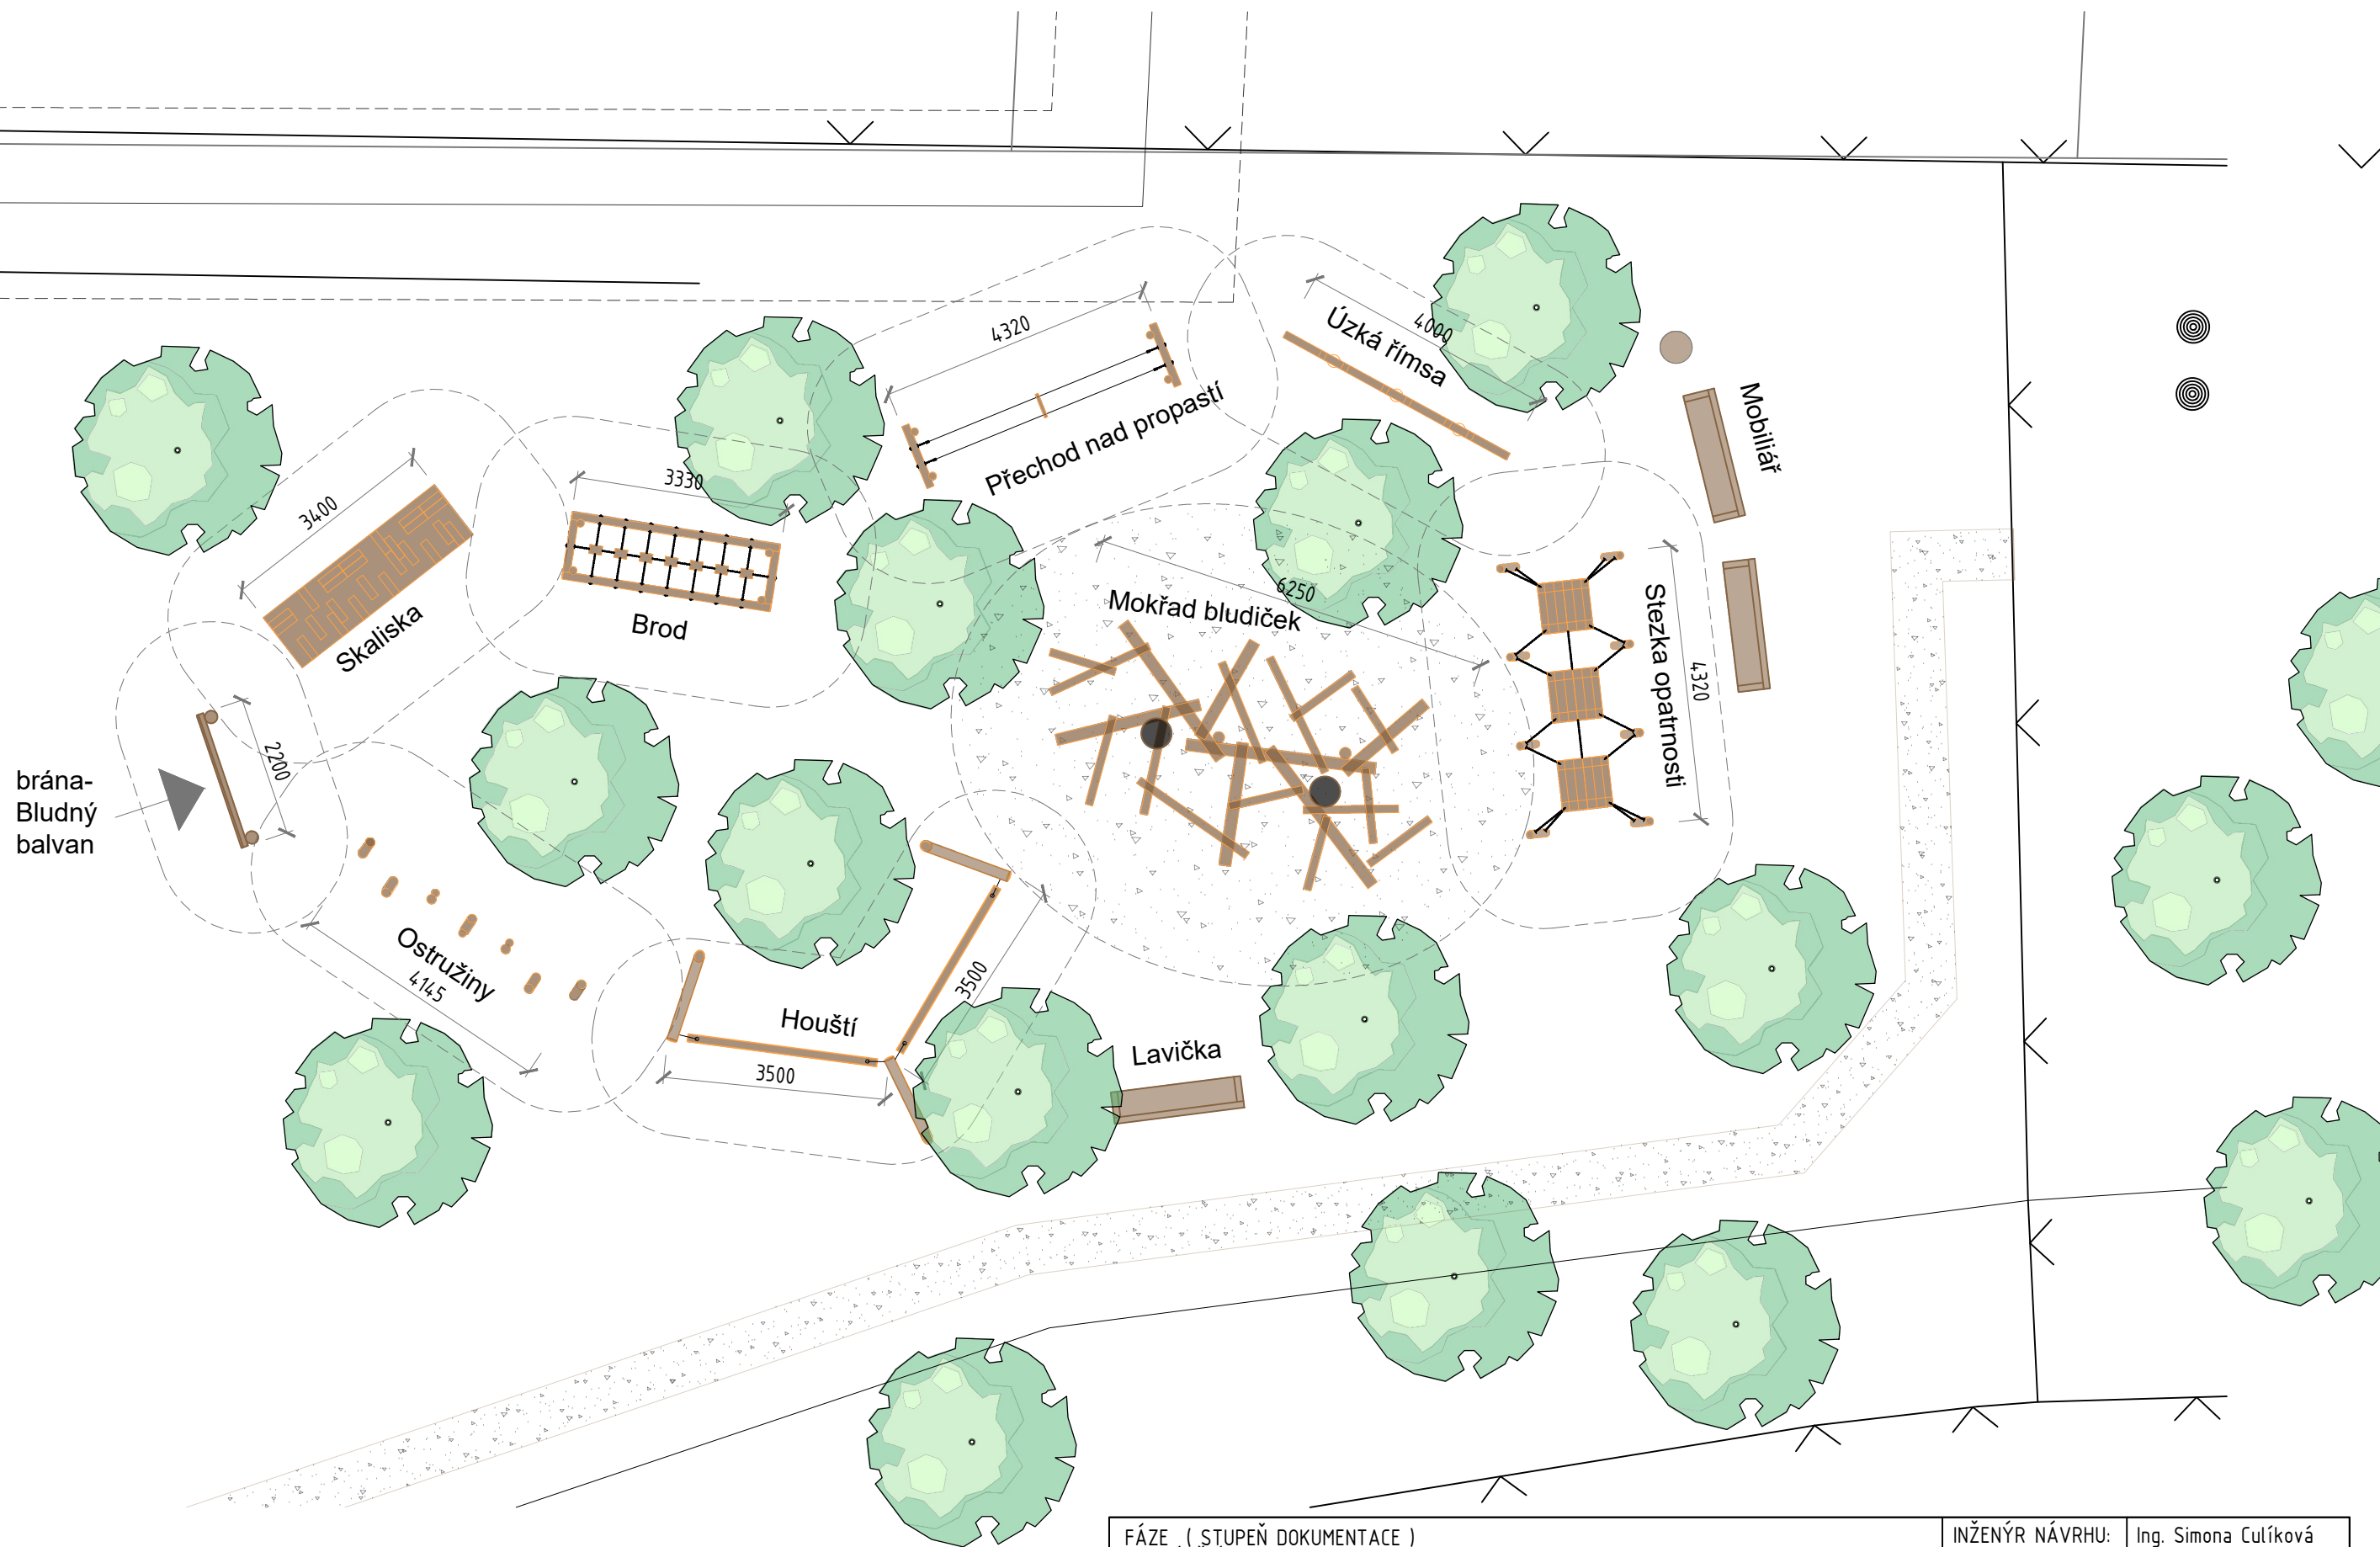 4320
Úzká římsa
4000
Přechod nad propastí
Mobiliář
3400
3330
Skaliska
Brod
6250
Mokřad bludiček
Stezka opatrnosti
4320
2200
brána-
Bludný
balvan
Ostružiny
4145
Houští
3500
3500
Lavička
FÁZE ( STUPEŇ DOKUMENTACE )
INŽENÝR NÁVRHU:
Ing. Simona Culíková